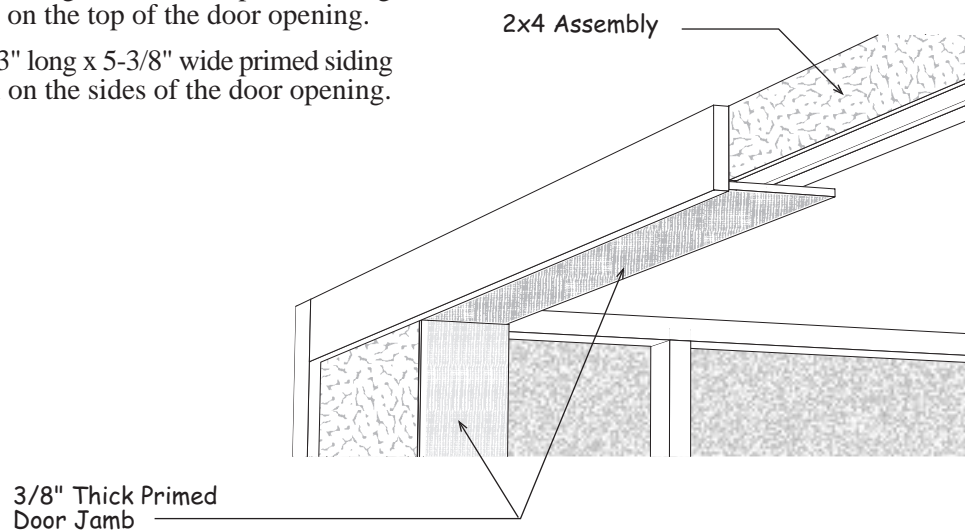 on the top of the door opening.
3" long x 5-3/8" wide primed siding
on the sides of the door opening.
2x4 Assembly
3/8" Thick Primed
Door Jamb